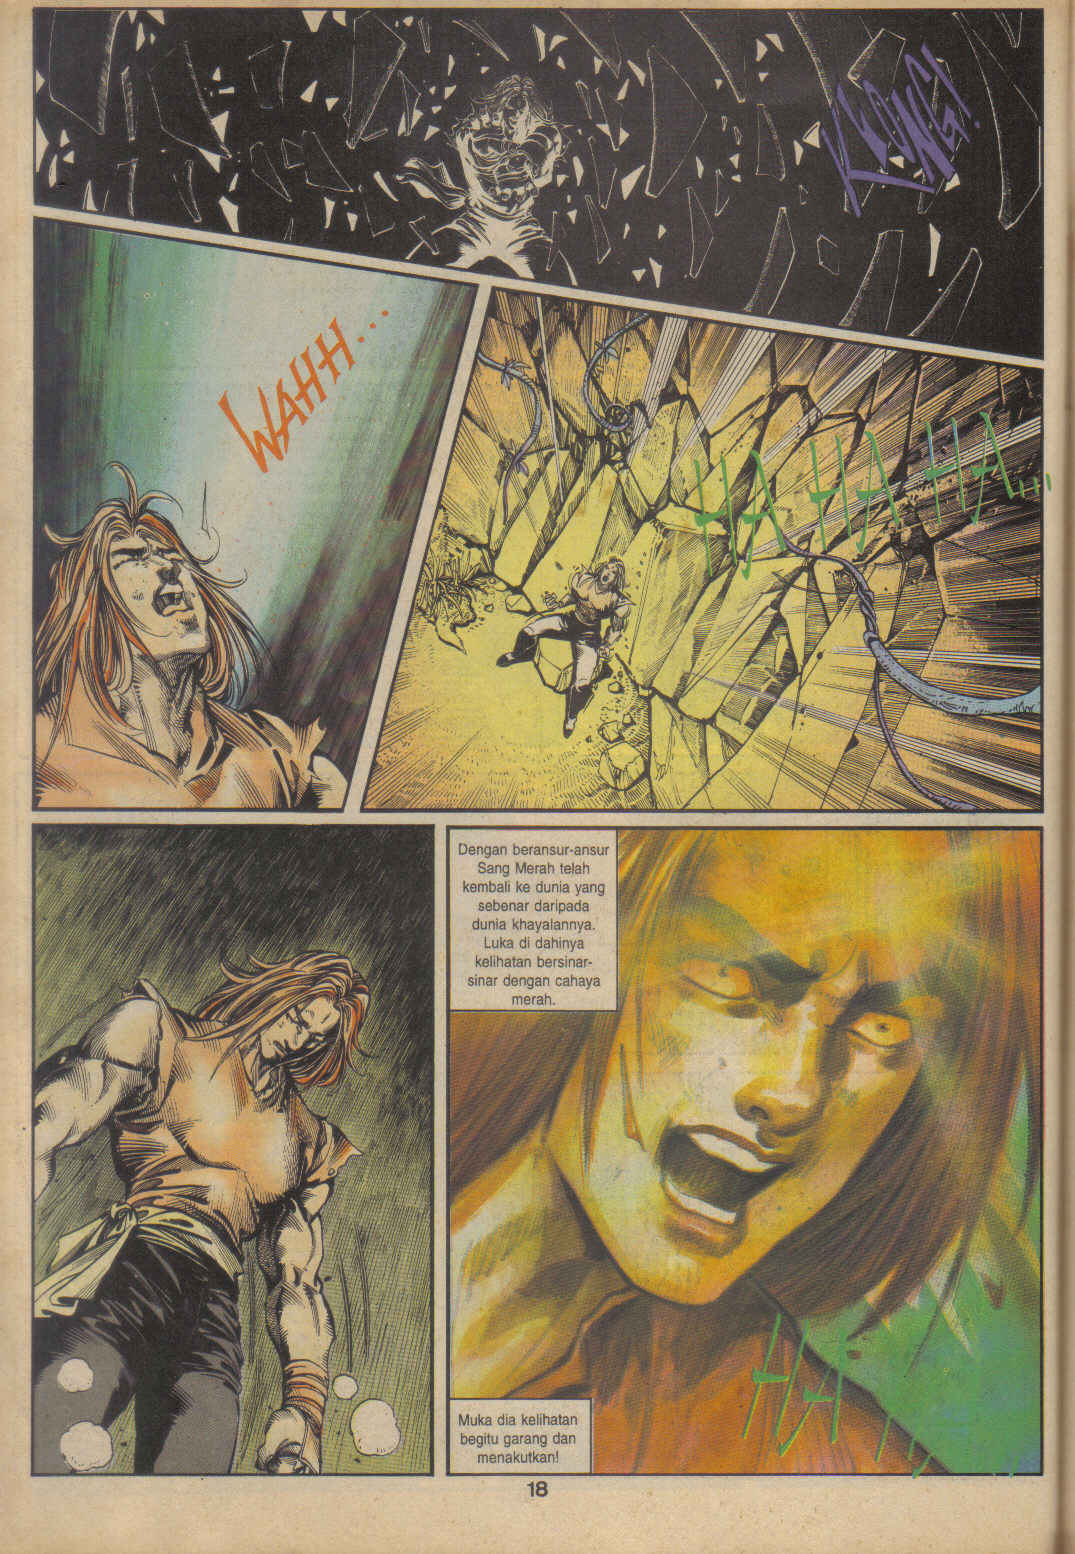 KLONG!
WAHH...
HA HA HA...
Dengan beransur-ansur
Sang Merah telah
kembali ke dunia yang
sebenar daripada
dunia khayalannya.
Luka di dahinya
kelihatan bersinar-
sinar dengan cahaya
merah.
HA!
Muka dia kelihatan
begitu garang dan
menakutkan!
18